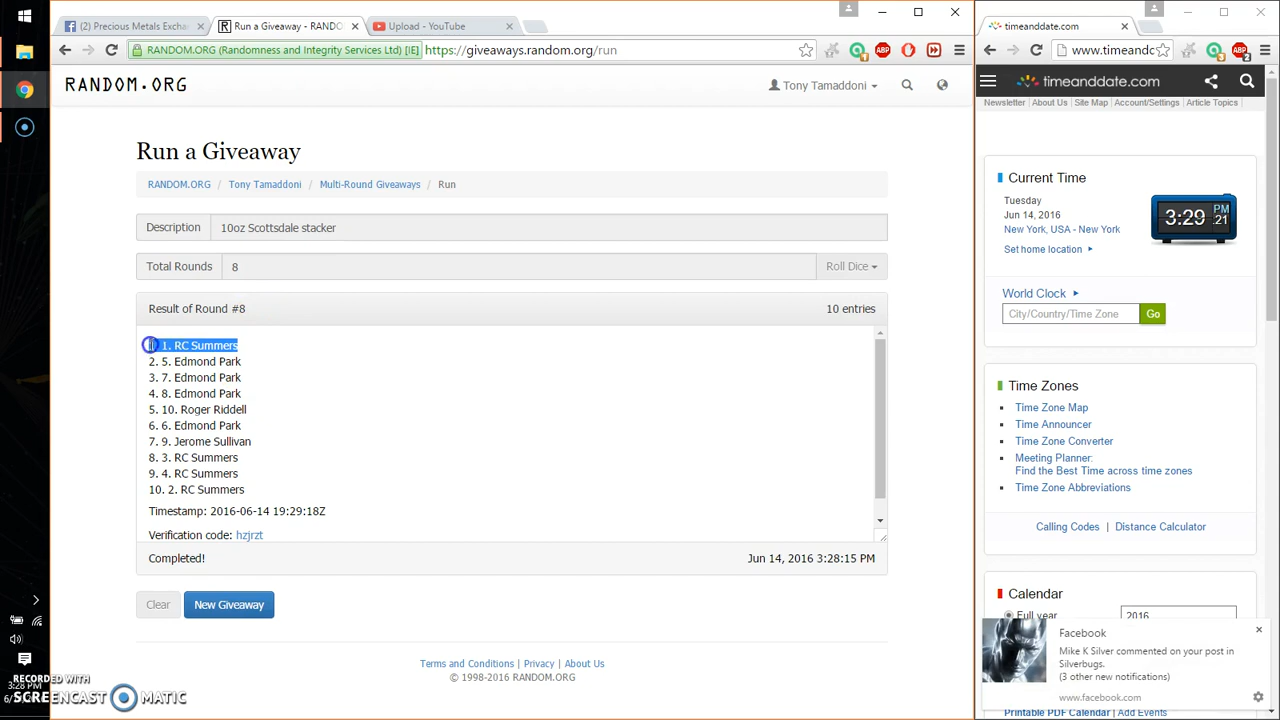 (2) Precious Metals Excha
Run a Giveaway - RANDO
Upload - YouTube
timeanddate.com
RANDOM.ORG (Randomness and Integrity Services Ltd) [IE]
https://giveaways.random.org/run
www.timeandc
RANDOM.ORG
Tony Tamaddoni
timeanddate.com
Newsletter | About Us | Site Map | Account/Settings | Article Topics |
Run a Giveaway
RANDOM.ORG / Tony Tamaddoni / Multi-Round Giveaways / Run
Description 10oz Scottsdale stacker
Total Rounds 8 Roll Dice
Result of Round #8 10 entries
1. RC Summers
2. 5. Edmond Park
3. 7. Edmond Park
4. 8. Edmond Park
5. 10. Roger Riddell
6. 6. Edmond Park
7. 9. Jerome Sullivan
8. 3. RC Summers
9. 4. RC Summers
10. 2. RC Summers
Timestamp: 2016-06-14 19:29:18Z
Verification code: hzjrzt
Completed! Jun 14, 2016 3:28:15 PM
Clear New Giveaway
Terms and Conditions | Privacy | About Us
© 1998-2016 RANDOM.ORG
Current Time
Tuesday
Jun 14, 2016
New York, USA - New York
Set home location
3:29 PM .21
World Clock
City/Country/Time Zone Go
Time Zones
Time Zone Map
Time Announcer
Time Zone Converter
Meeting Planner:
Find the Best Time across time zones
Time Zone Abbreviations
Calling Codes | Distance Calculator
Calendar
Full year 2016
Facebook
Mike K Silver commented on your post in
Silverbugs.
(3 other new notifications)
www.facebook.com
Printable PDF Calendar | Add Events
RECORDED WITH
SCREENCAST MATIC
3:28 PM